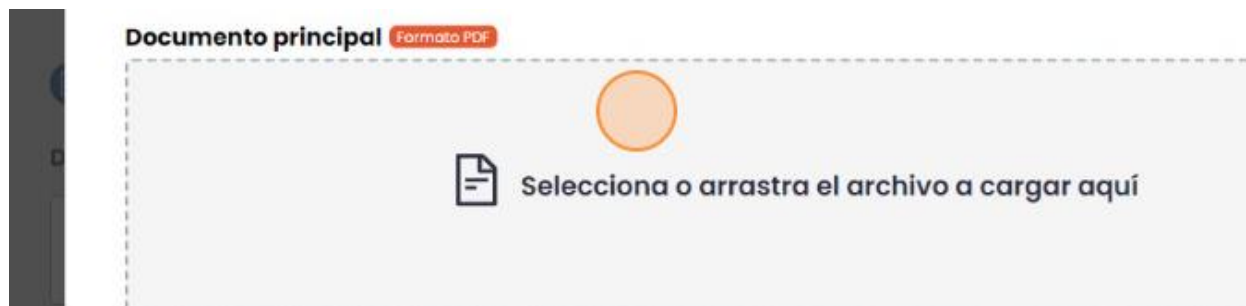 Documento principal Formato PDF
Selecciona o arrastra el archivo a cargar aquí